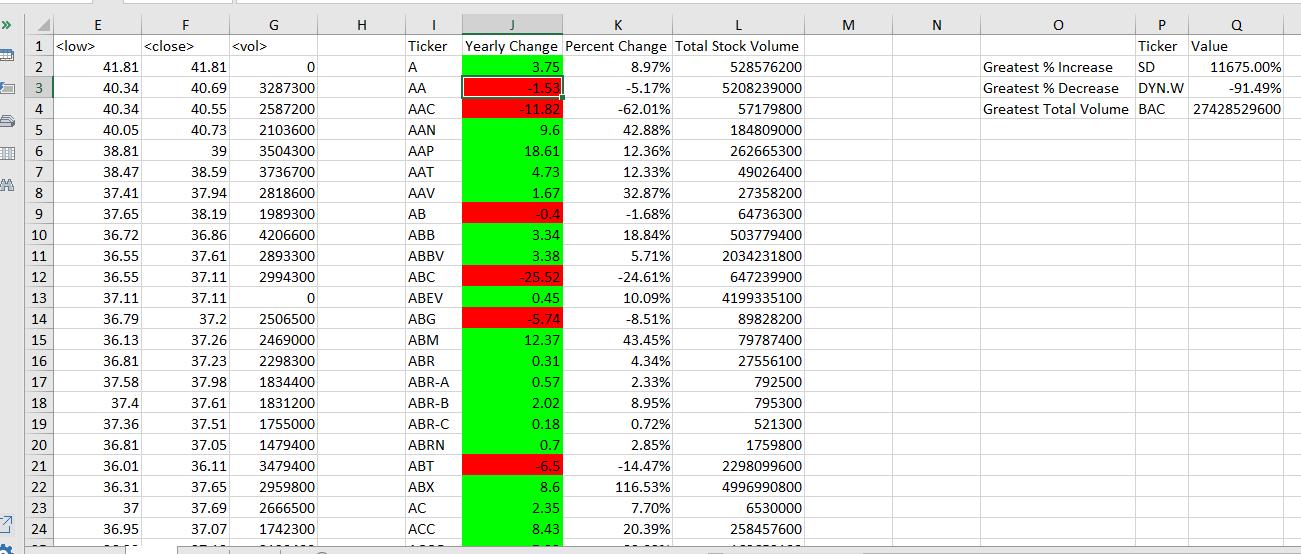 E F G H I J K L M N O P Q
1 <low> <close> <vol> Ticker Yearly Change Percent Change Total Stock Volume Ticker Value
2 41.81 41.81 0 A 3.75 8.97% 528576200 Greatest % Increase SD 11675.00%
3 40.34 40.69 3287300 AA -1.53 -5.17% 5208239000 Greatest % Decrease DYN.W -91.49%
4 40.34 40.55 2587200 AAC -11.82 -62.01% 57179800 Greatest Total Volume BAC 27428529600
5 40.05 40.73 2103600 AAN 9.6 42.88% 184809000
6 38.81 39 3504300 AAP 18.61 12.36% 262665300
7 38.47 38.59 3736700 AAT 4.73 12.33% 49026400
8 37.41 37.94 2818600 AAV 1.67 32.87% 27358200
9 37.65 38.19 1989300 AB -0.4 -1.68% 64736300
10 36.72 36.86 4206600 ABB 3.34 18.84% 503779400
11 36.55 37.61 2893300 ABBV 3.38 5.71% 2034231800
12 36.55 37.11 2994300 ABC -25.52 -24.61% 647239900
13 37.11 37.11 0 ABEV 0.45 10.09% 4199335100
14 36.79 37.2 2506500 ABG -5.74 -8.51% 89828200
15 36.13 37.26 2469000 ABM 12.37 43.45% 79787400
16 36.81 37.23 2298300 ABR 0.31 4.34% 27556100
17 37.58 37.98 1834400 ABR-A 0.57 2.33% 792500
18 37.4 37.61 1831200 ABR-B 2.02 8.95% 795300
19 37.36 37.51 1755000 ABR-C 0.18 0.72% 521300
20 36.81 37.05 1479400 ABRN 0.7 2.85% 1759800
21 36.01 36.11 3479400 ABT -6.5 -14.47% 2298099600
22 36.31 37.65 2959800 ABX 8.6 116.53% 4996990800
23 37 37.69 2666500 AC 2.35 7.70% 6530000
24 36.95 37.07 1742300 ACC 8.43 20.39% 258457600